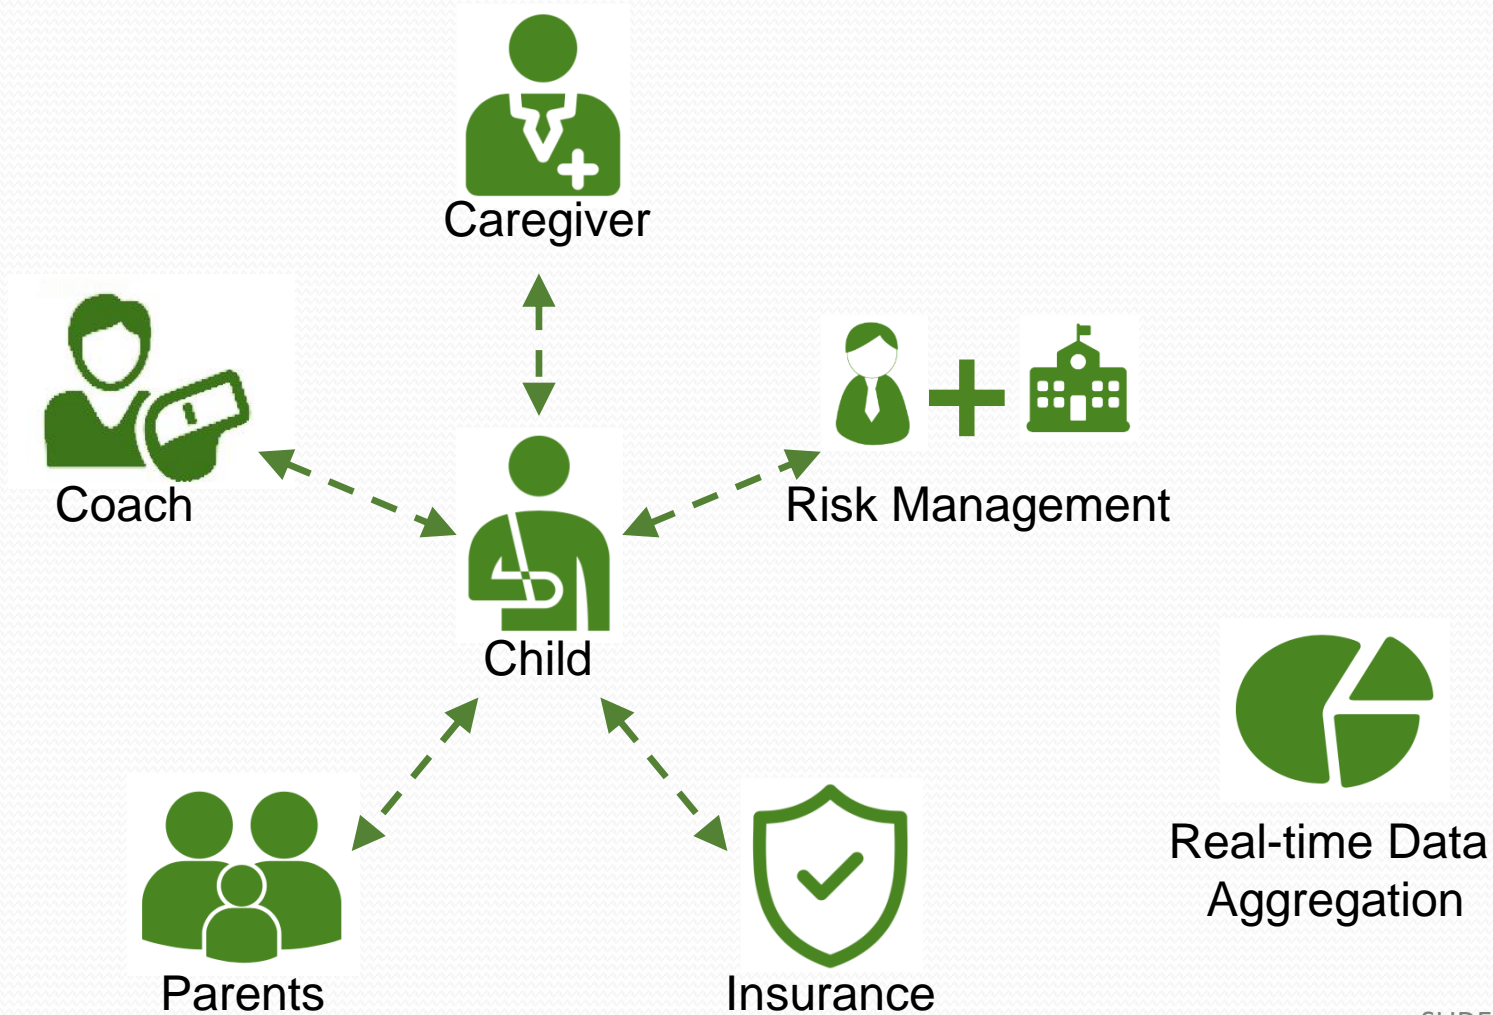 Caregiver
Coach
Risk Management
Child
Real-time Data
Aggregation
Parents
Insurance